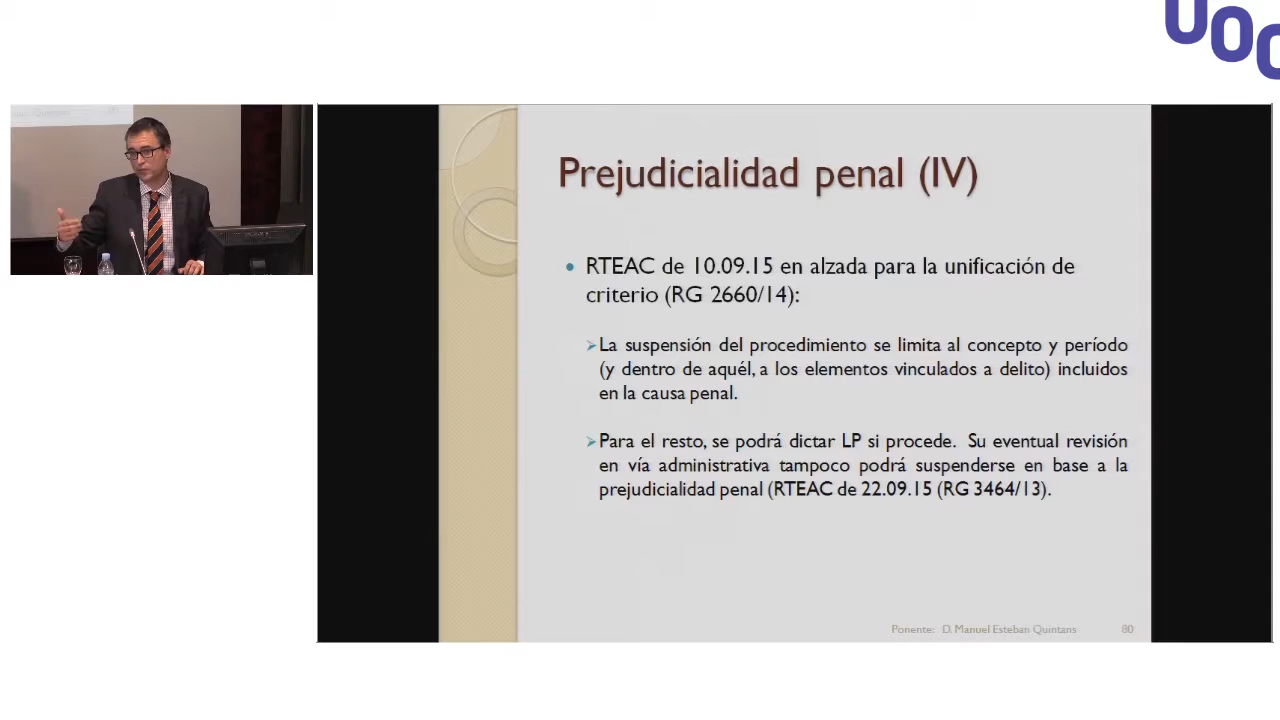 UOC
Prejudicialidad penal (IV)
• RTEAC de 10.09.15 en alzada para la unificación de
criterio (RG 2660/14):
➢La suspensión del procedimiento se limita al concepto y período
(y dentro de aquél, a los elementos vinculados a delito) incluidos
en la causa penal.
➢Para el resto, se podrá dictar LP si procede. Su eventual revisión
en vía administrativa tampoco podrá suspenderse en base a la
prejudicialidad penal (RTEAC de 22.09.15 (RG 3464/13).
Ponente: D. Manuel Esteban Quintans 80